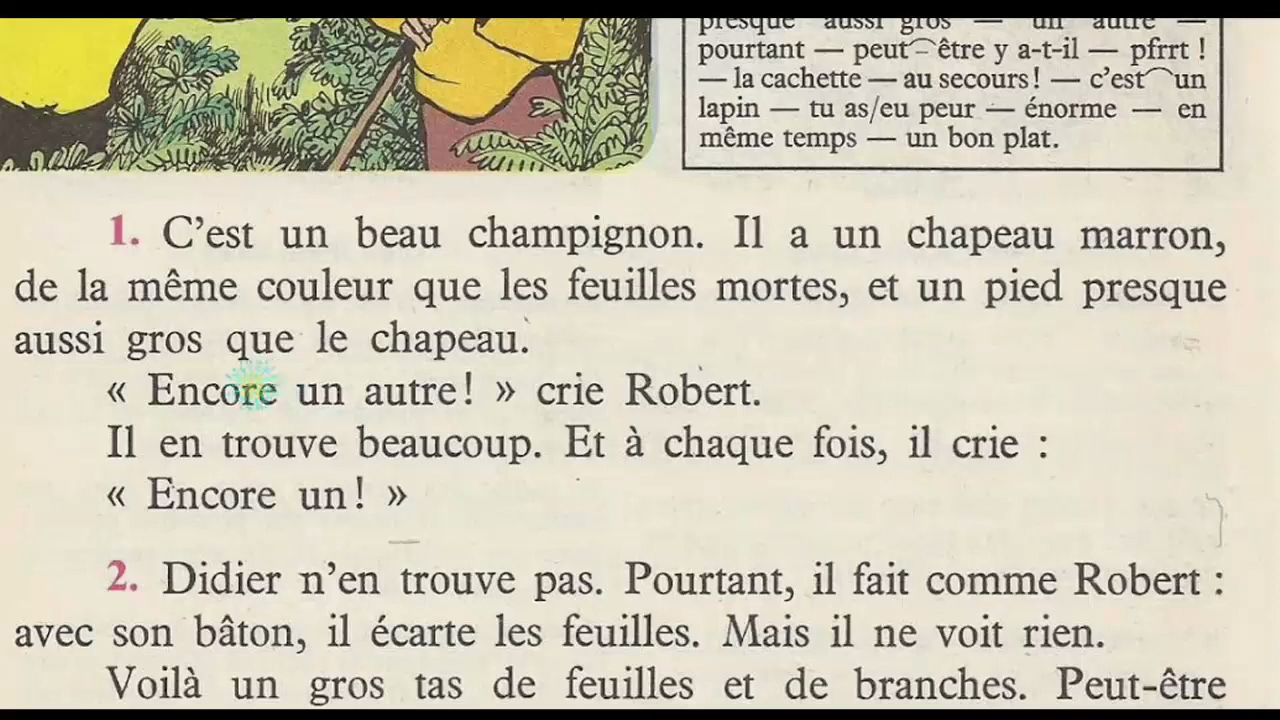 presque aussi gros — un autre —
pourtant — peut‿être y a-t-il — pfrrt !
— la cachette — au secours ! — c'est‿un
lapin — tu as/eu peur — énorme — en
même temps — un bon plat.
1. C'est un beau champignon. Il a un chapeau marron,
de la même couleur que les feuilles mortes, et un pied presque
aussi gros que le chapeau.
« Encore un autre ! » crie Robert.
Il en trouve beaucoup. Et à chaque fois, il crie :
« Encore un ! »
2. Didier n'en trouve pas. Pourtant, il fait comme Robert :
avec son bâton, il écarte les feuilles. Mais il ne voit rien.
Voilà un gros tas de feuilles et de branches. Peut-être